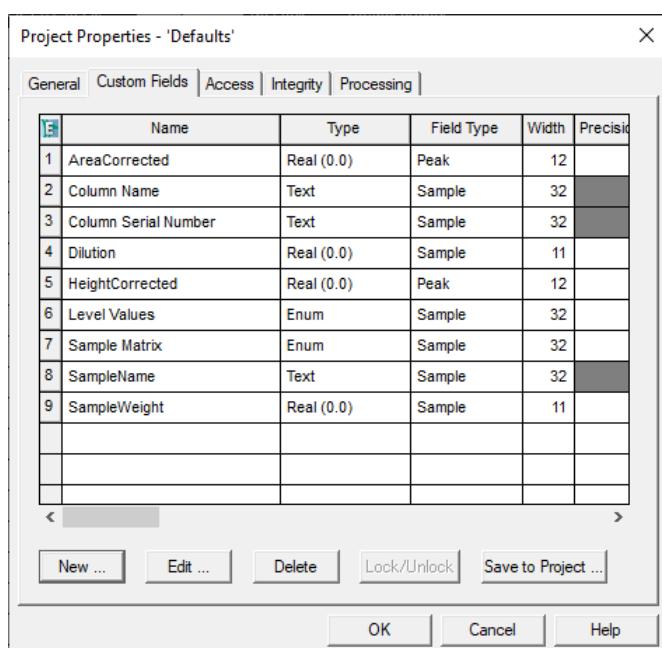 Project Properties - 'Defaults'
General Custom Fields Access Integrity Processing
Name Type Field Type Width Precisio
1 AreaCorrected Real (0.0) Peak 12
2 Column Name Text Sample 32
3 Column Serial Number Text Sample 32
4 Dilution Real (0.0) Sample 11
5 HeightCorrected Real (0.0) Peak 12
6 Level Values Enum Sample 32
7 Sample Matrix Enum Sample 32
8 SampleName Text Sample 32
9 SampleWeight Real (0.0) Sample 11
New ... Edit ... Delete Lock/Unlock Save to Project ...
OK Cancel Help